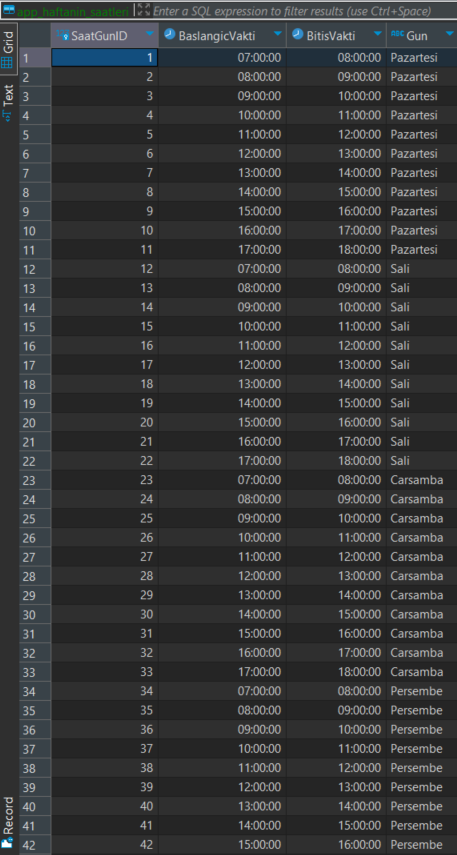 app_haftanin_saatleri Enter a SQL expression to filter results (use Ctrl+Space)
Grid
Text
Record
SaatGunID BaslangicVakti BitisVakti ABC Gun
1 1 07:00:00 08:00:00 Pazartesi
2 2 08:00:00 09:00:00 Pazartesi
3 3 09:00:00 10:00:00 Pazartesi
4 4 10:00:00 11:00:00 Pazartesi
5 5 11:00:00 12:00:00 Pazartesi
6 6 12:00:00 13:00:00 Pazartesi
7 7 13:00:00 14:00:00 Pazartesi
8 8 14:00:00 15:00:00 Pazartesi
9 9 15:00:00 16:00:00 Pazartesi
10 10 16:00:00 17:00:00 Pazartesi
11 11 17:00:00 18:00:00 Pazartesi
12 12 07:00:00 08:00:00 Sali
13 13 08:00:00 09:00:00 Sali
14 14 09:00:00 10:00:00 Sali
15 15 10:00:00 11:00:00 Sali
16 16 11:00:00 12:00:00 Sali
17 17 12:00:00 13:00:00 Sali
18 18 13:00:00 14:00:00 Sali
19 19 14:00:00 15:00:00 Sali
20 20 15:00:00 16:00:00 Sali
21 21 16:00:00 17:00:00 Sali
22 22 17:00:00 18:00:00 Sali
23 23 07:00:00 08:00:00 Carsamba
24 24 08:00:00 09:00:00 Carsamba
25 25 09:00:00 10:00:00 Carsamba
26 26 10:00:00 11:00:00 Carsamba
27 27 11:00:00 12:00:00 Carsamba
28 28 12:00:00 13:00:00 Carsamba
29 29 13:00:00 14:00:00 Carsamba
30 30 14:00:00 15:00:00 Carsamba
31 31 15:00:00 16:00:00 Carsamba
32 32 16:00:00 17:00:00 Carsamba
33 33 17:00:00 18:00:00 Carsamba
34 34 07:00:00 08:00:00 Persembe
35 35 08:00:00 09:00:00 Persembe
36 36 09:00:00 10:00:00 Persembe
37 37 10:00:00 11:00:00 Persembe
38 38 11:00:00 12:00:00 Persembe
39 39 12:00:00 13:00:00 Persembe
40 40 13:00:00 14:00:00 Persembe
41 41 14:00:00 15:00:00 Persembe
42 42 15:00:00 16:00:00 Persembe